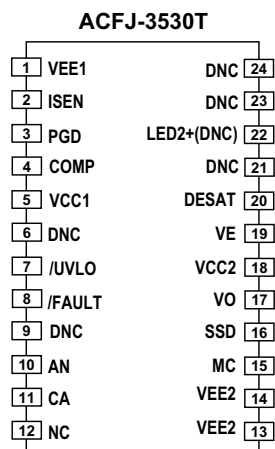 ACFJ-3530T
1 VEE1 DNC 24
2 ISEN DNC 23
3 PGD LED2+(DNC) 22
4 COMP DNC 21
5 VCC1 DESAT 20
6 DNC VE 19
7 /UVLO VCC2 18
8 /FAULT VO 17
9 DNC SSD 16
10 AN MC 15
11 CA VEE2 14
12 NC VEE2 13